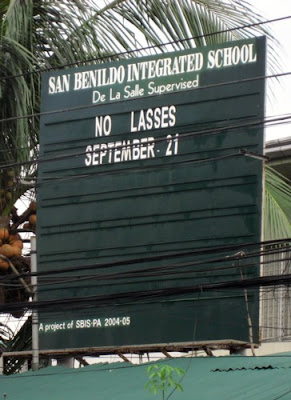 SAN BENILDO INTEGRATED SCHOOL
De La Salle Supervised
NO LASSES
SEPTEMBER 21
A project of SBIS-PA 2004-05